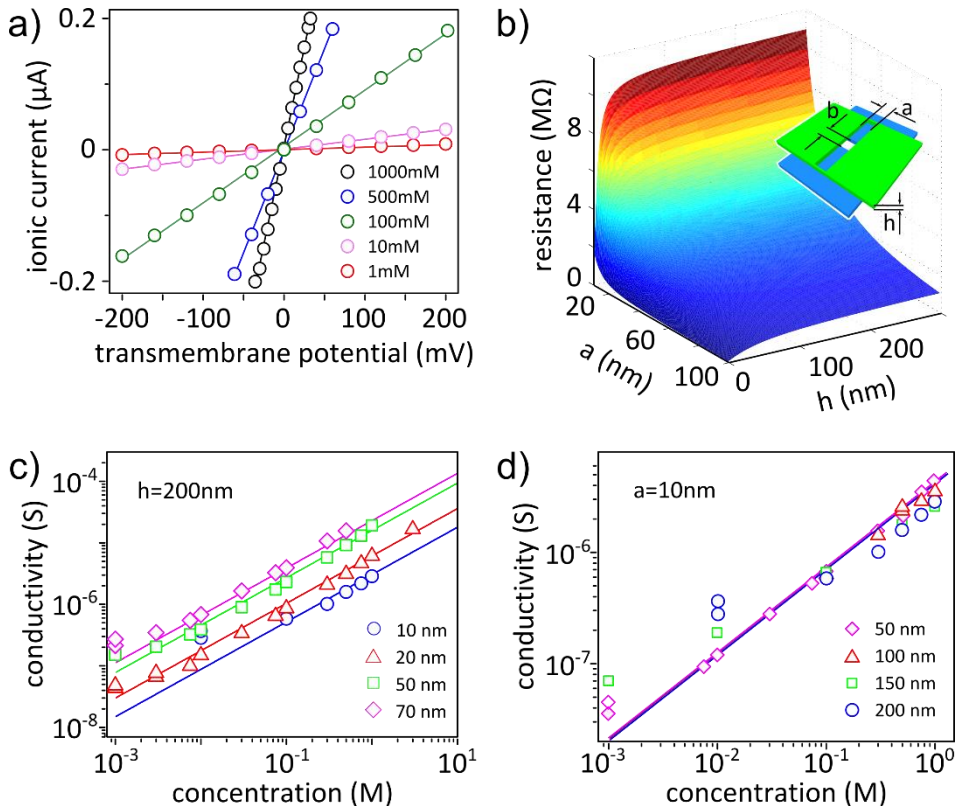 a)
0.2
0
-0.2
ionic current (µA)
1000mM
500mM
100mM
10mM
1mM
-200
-100
0
100
200
transmembrane potential (mV)
b)
resistance (MΩ)
8
4
0
20
60
100
a (nm)
0
100
200
h (nm)
b
a
h
c)
h=200nm
10⁻⁴
10⁻⁶
10⁻⁸
conductivity (S)
10 nm
20 nm
50 nm
70 nm
10⁻³
10⁻¹
10¹
concentration (M)
d)
a=10nm
10⁻⁶
10⁻⁷
conductivity (S)
50 nm
100 nm
150 nm
200 nm
10⁻³
10⁻²
10⁻¹
10⁰
concentration (M)